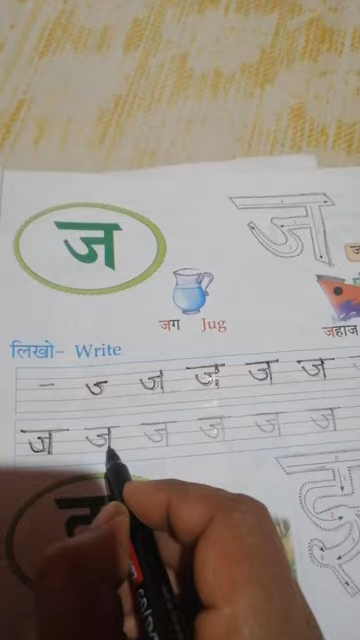 ज ज
जग Jug
जहाज
लिखो- Write
ज ज ज ज
ज ज ज ज ज ज